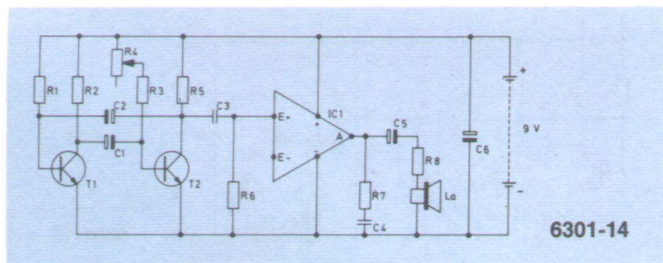 R4
R1
R2
R3
R5
C2
C3
C1
T1
T2
R6
E+
E-
IC1
+
-
A
C5
R8
R7
C4
La
C6
+
9 V
-
6301-14